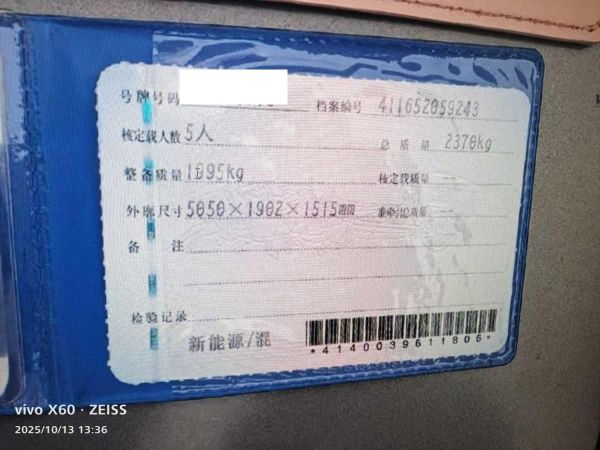 号牌号码
档案编号 411652059243
核定载人数 5人
总质量 2370kg
整备质量
核定载质量 --
外廓尺寸 5050×1902×1515mm
准牵引总质量 --
备注
检验记录
新能源/混
*4140039611806*
vivo X60 · ZEISS
2025/10/13 13:36